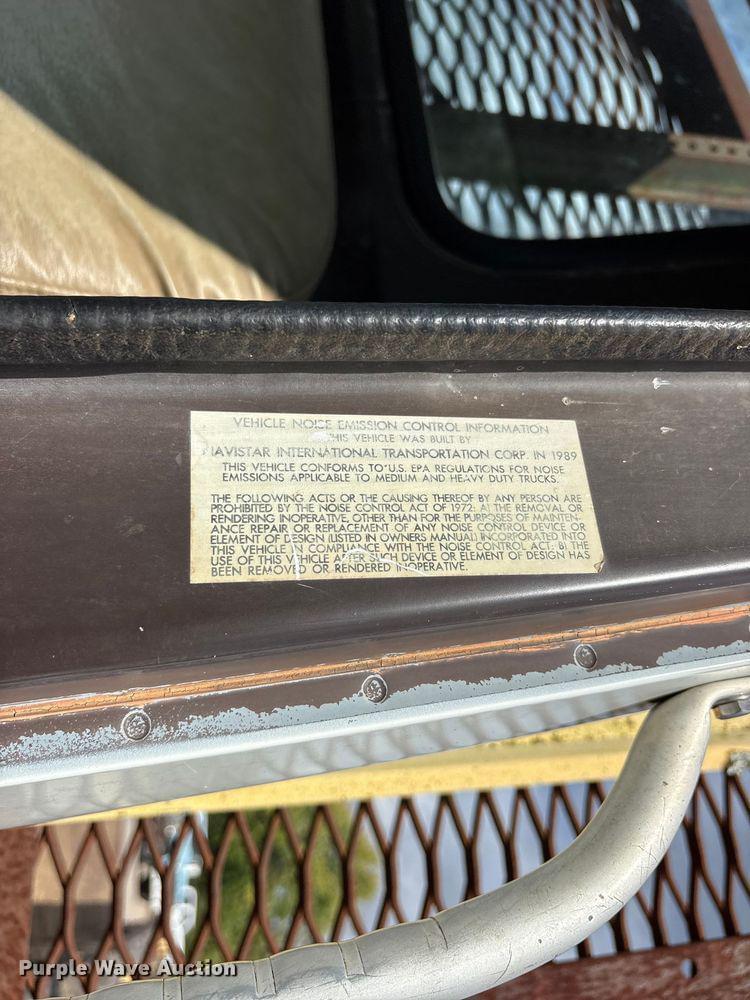 VEHICLE NOISE EMISSION CONTROL INFORMATION
THIS VEHICLE WAS BUILT BY
NAVISTAR INTERNATIONAL TRANSPORTATION CORP. IN 1989
THIS VEHICLE CONFORMS TO U.S. EPA REGULATIONS FOR NOISE
EMISSIONS APPLICABLE TO MEDIUM AND HEAVY DUTY TRUCKS.
THE FOLLOWING ACTS OR THE CAUSING THEREOF BY ANY PERSON ARE
PROHIBITED BY THE NOISE CONTROL ACT OF 1972: A) THE REMOVAL OR
RENDERING INOPERATIVE, OTHER THAN FOR THE PURPOSES OF MAINTEN-
ANCE REPAIR OR REPLACEMENT OF ANY NOISE CONTROL DEVICE OR
ELEMENT OF DESIGN (LISTED IN OWNERS MANUAL) INCORPORATED INTO
THIS VEHICLE IN COMPLIANCE WITH THE NOISE CONTROL ACT: B) THE
USE OF THIS VEHICLE AFTER SUCH DEVICE OR ELEMENT OF DESIGN HAS
BEEN REMOVED OR RENDERED INOPERATIVE.
Purple Wave Auction